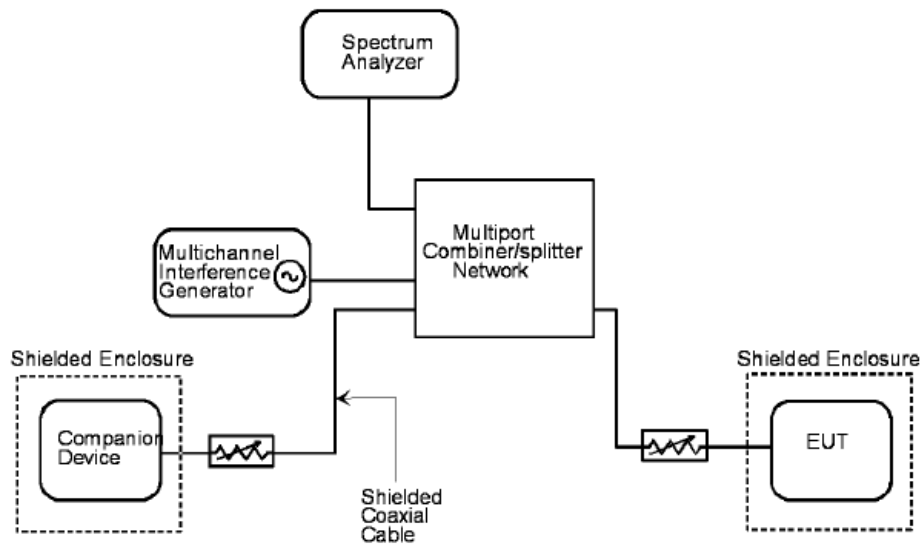 Spectrum
Analyzer
Multiport
Combiner/splitter
Network
Multichannel
Interference
Generator
Shielded Enclosure
Companion
Device
Shielded
Coaxial
Cable
Shielded Enclosure
EUT